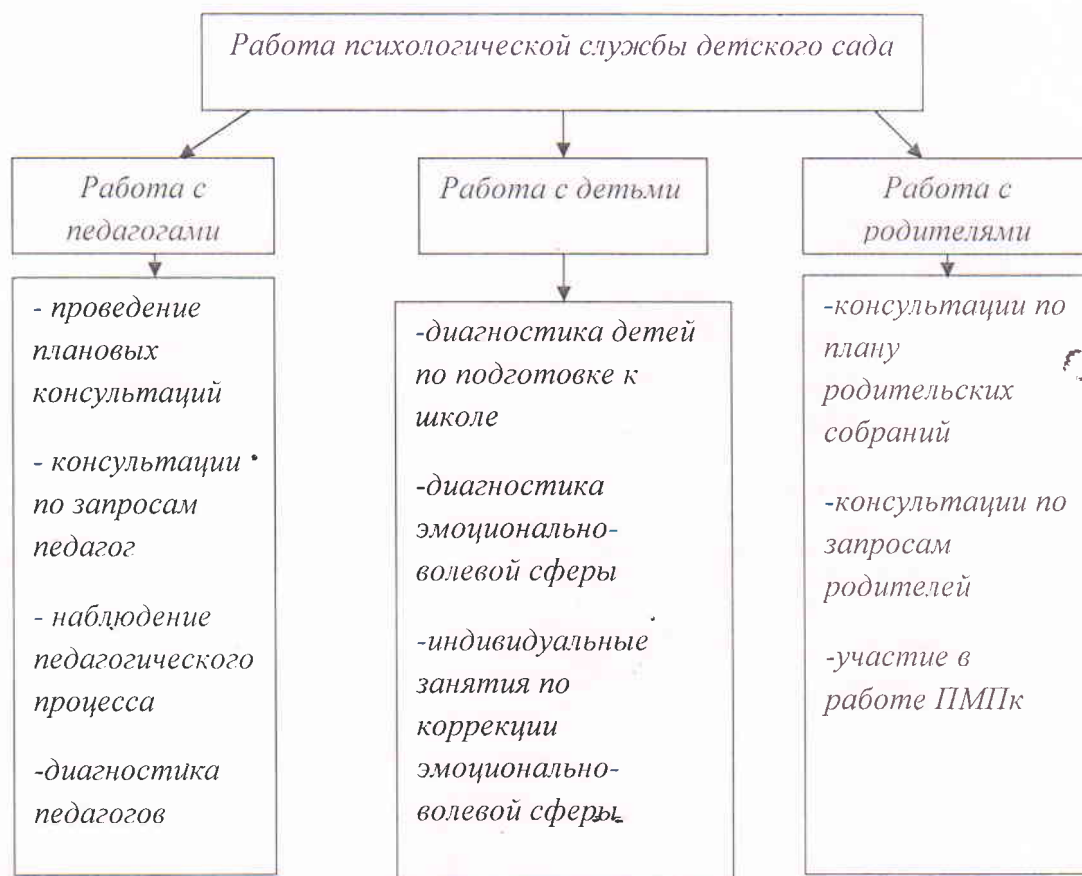 Работа психологической службы детского сада
Работа с
педагогами
Работа с детьми
Работа с
родителями
- проведение
плановых
консультаций
- консультации
по запросам
педагог
- наблюдение
педагогического
процесса
-диагностика
педагогов
-диагностика детей
по подготовке к
школе
-диагностика
эмоционально-
волевой сферы
-индивидуальные
занятия по
коррекции
эмоционально-
волевой сферы
-консультации по
плану
родительских
собраний
-консультации по
запросам
родителей
-участие в
работе ПМПк